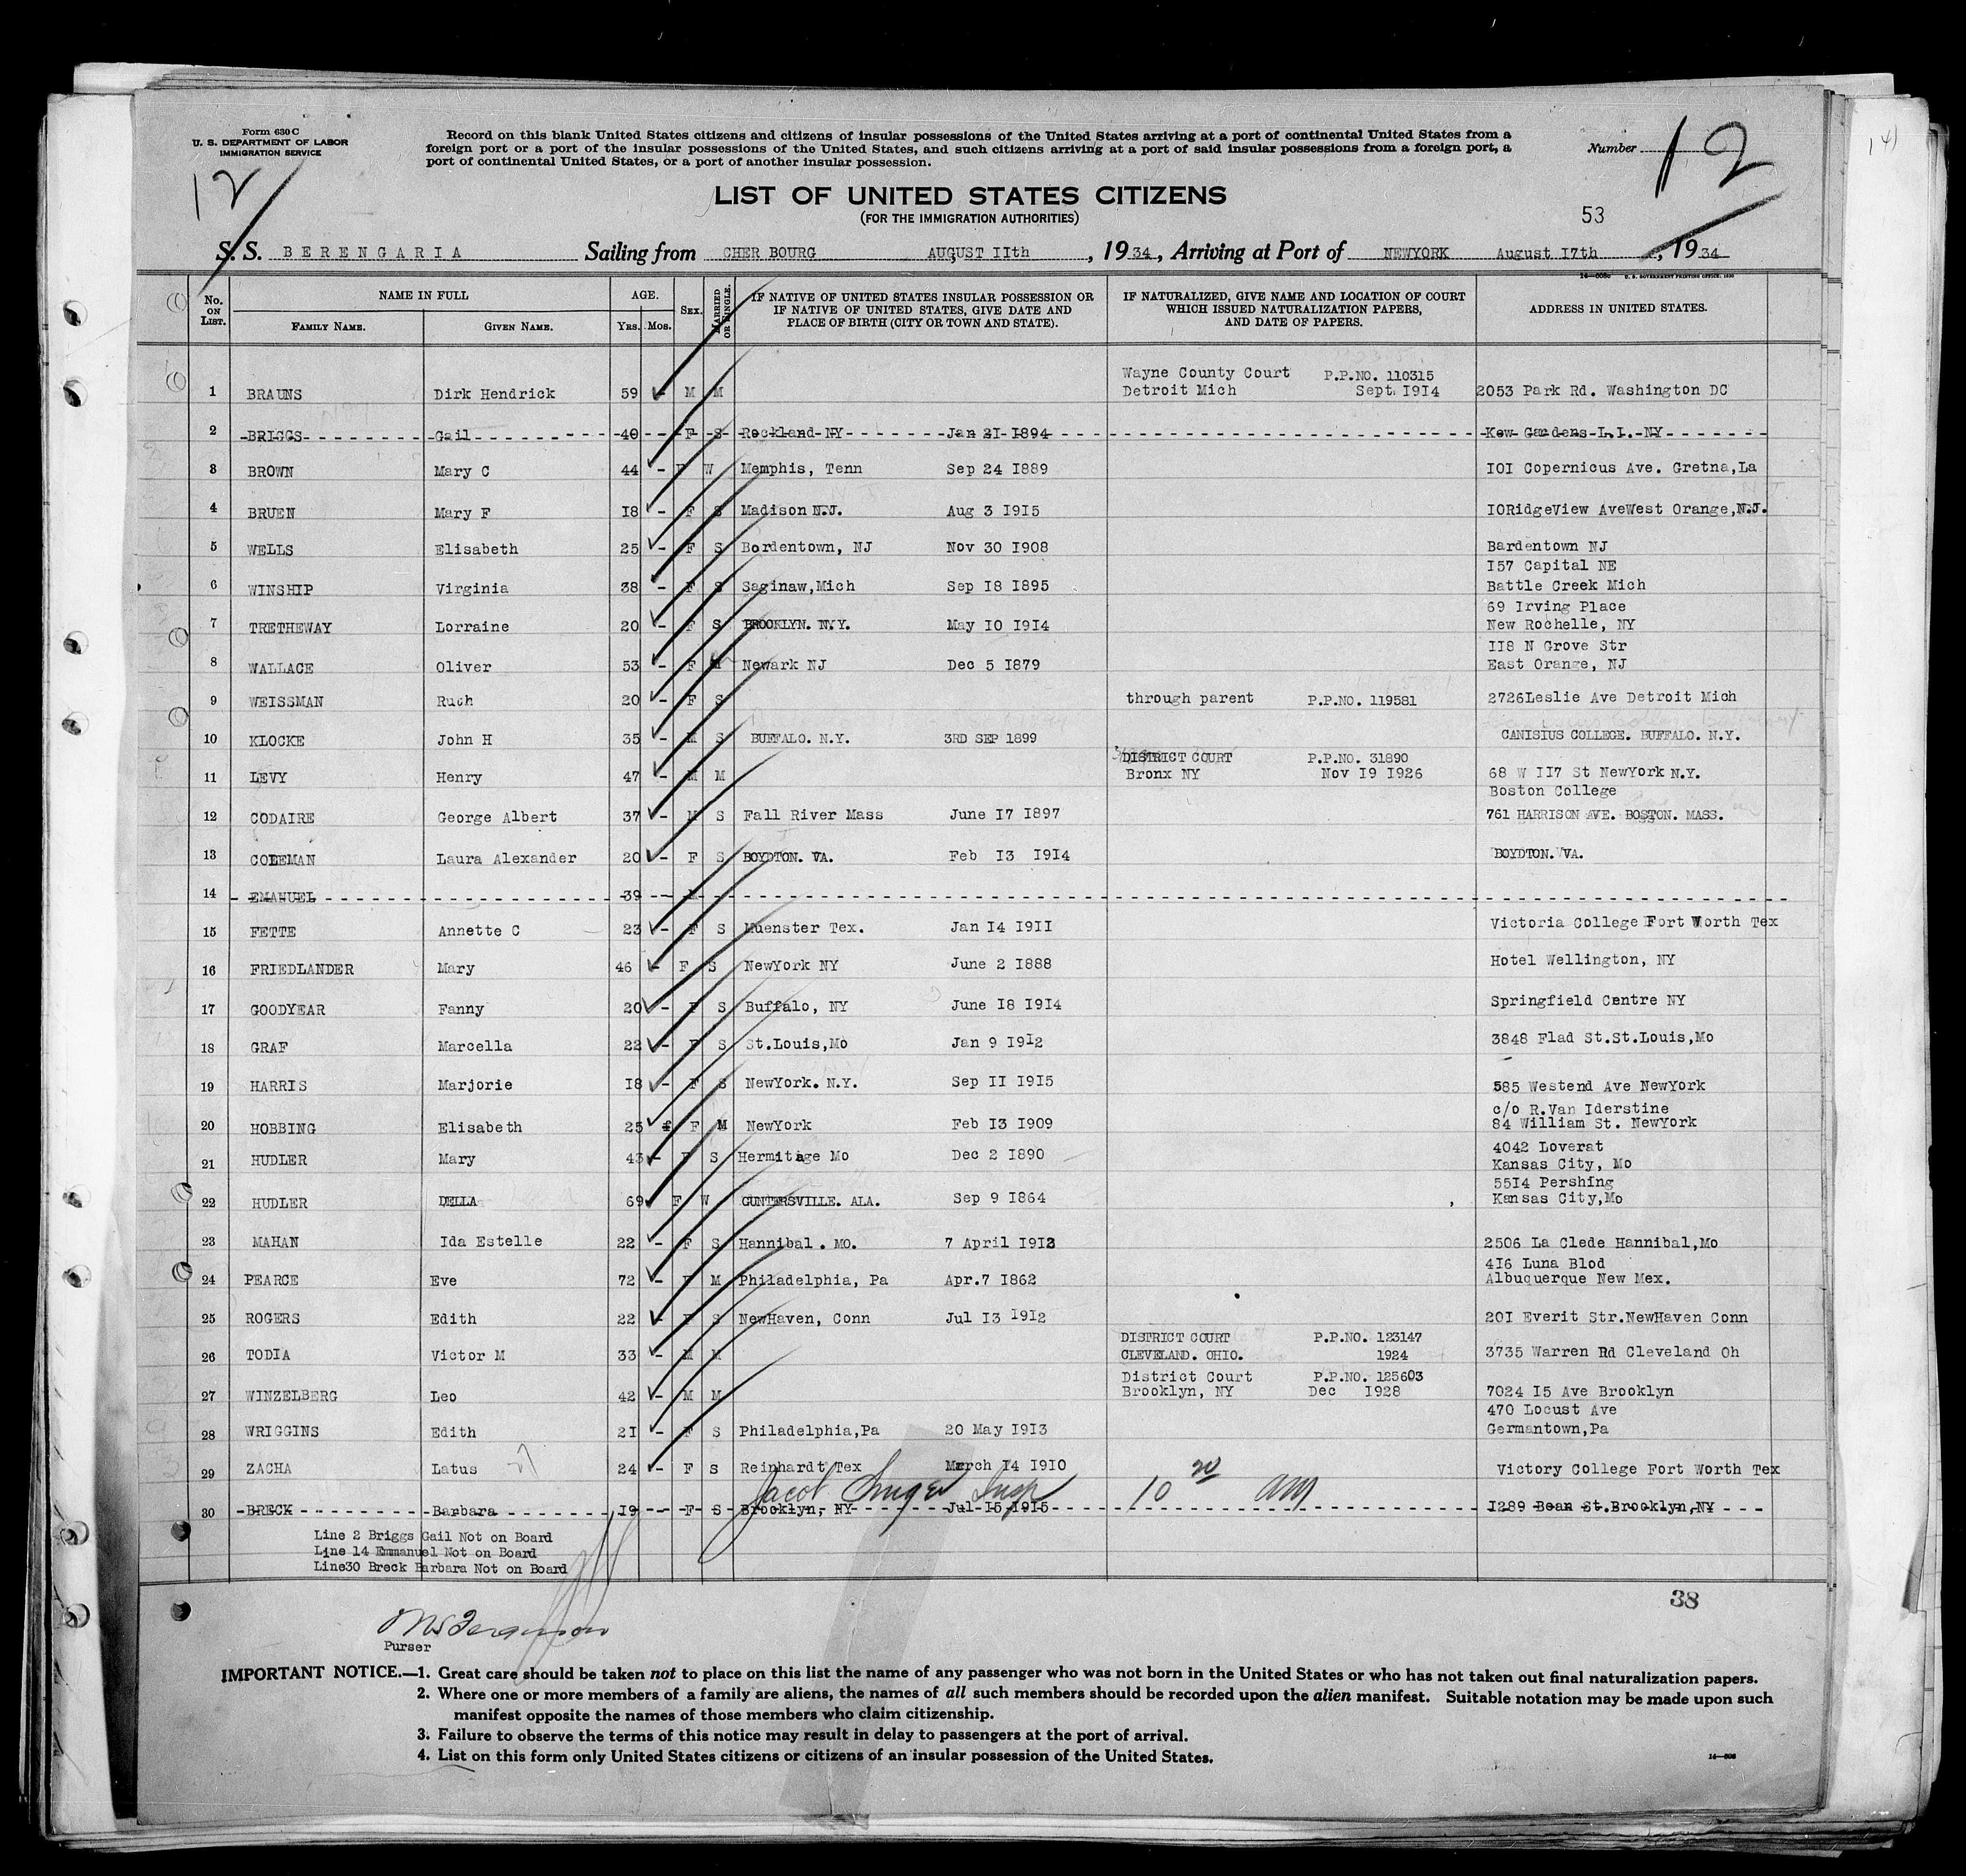 Form 630 C
U. S. DEPARTMENT OF LABOR
IMMIGRATION SERVICE
Record on this blank United States citizens and citizens of insular possessions of the United States arriving at a port of continental United States from a
foreign port or a port of the insular possessions of the United States, and such citizens arriving at a port of said insular possessions from a foreign port, a
port of continental United States, or a port of another insular possession.
Number 12
12
LIST OF UNITED STATES CITIZENS
(FOR THE IMMIGRATION AUTHORITIES)
53
S. S. BERENGARIA Sailing from CHERBOURG AUGUST 11th, 1934, Arriving at Port of NEWYORK August 17th, 1934
No. ON LIST. NAME IN FULL FAMILY NAME. GIVEN NAME. AGE. Yrs. Mos. SEX. MARRIED OR SINGLE. IF NATIVE OF UNITED STATES INSULAR POSSESSION OR IF NATIVE OF UNITED STATES, GIVE DATE AND PLACE OF BIRTH (CITY OR TOWN AND STATE). IF NATURALIZED, GIVE NAME AND LOCATION OF COURT WHICH ISSUED NATURALIZATION PAPERS, AND DATE OF PAPERS. ADDRESS IN UNITED STATES.
Wayne County Court P.P.NO. 110315
1 BRAUNS Dirk Hendrick 59 - M M Detroit Mich Sept. 1914 2053 Park Rd. Washington DC
2 BRIGGS Gail 40 - F S Rockland NY Jan 21 1894 Kew Gardens L.I. NY
3 BROWN Mary C 44 - F W Memphis, Tenn Sep 24 1889 101 Copernicus Ave. Gretna,La
4 BRUEN Mary F 18 - F S Madison N.J. Aug 3 1915 10RidgeView AveWest Orange,N.J.
5 WELLS Elisabeth 25 - F S Bordentown, NJ Nov 30 1908 Bardentown NJ
157 Capital NE
6 WINSHIP Virginia 38 - F S Saginaw,Mich Sep 18 1895 Battle Creek Mich
69 Irving Place
7 TRETHEWAY Lorraine 20 - F S BROOKLYN. N.Y. May 10 1914 New Rochelle, NY
118 N Grove Str
8 WALLACE Oliver 53 - F M Newark NJ Dec 5 1879 East Orange, NJ
9 WEISSMAN Ruch 20 - F S through parent P.P.NO. 119581 2726Leslie Ave Detroit Mich
10 KLOCKE John H 35 - M S BUFFALO. N.Y. 3RD SEP 1899 CANISIUS COLLEGE. BUFFALO. N.Y.
DISTRICT COURT P.P.NO. 31890
11 LEVY Henry 47 - M M Bronx NY Nov 19 1926 68 W 117 St NewYork N.Y.
Boston College
12 CODAIRE George Albert 37 - M S Fall River Mass June 17 1897 761 HARRISON AVE. BOSTON. MASS.
13 COLEMAN Laura Alexander 20 - F S BOYDTON. VA. Feb 13 1914 BOYDTON. VA.
14 EMANUEL 39 - M
15 FETTE Annette C 23 - F S Muenster Tex. Jan 14 1911 Victoria College Fort Worth Tex
16 FRIEDLANDER Mary 46 - F S NewYork NY June 2 1888 Hotel Wellington, NY
17 GOODYEAR Fanny 20 - F S Buffalo, NY June 18 1914 Springfield Centre NY
18 GRAF Marcella 22 - F S St.Louis,Mo Jan 9 1912 3848 Flad St.St.Louis,Mo
19 HARRIS Marjorie 18 - F S NewYork. N.Y. Sep 11 1915 585 Westend Ave NewYork
c/o R.Van Iderstine
20 HOBBING Elisabeth 25 F M NewYork Feb 13 1909 84 William St. NewYork
4042 Loverat
21 HUDLER Mary 43 - F S Hermitage Mo Dec 2 1890 Kansas City, Mo
5514 Pershing
22 HUDLER DELLA 69 F W GUNTERSVILLE. ALA. Sep 9 1864 Kansas City,Mo
23 MAHAN Ida Estelle 22 - F S Hannibal. MO. 7 April 1912 2506 La Clede Hannibal,Mo
416 Luna Blod
24 PEARCE Eve 72 - F M Philadelphia, Pa Apr.7 1862 Albuquerque New Mex.
25 ROGERS Edith 22 - F S NewHaven, Conn Jul 13 1912 201 Everit Str.NewHaven Conn
DISTRICT COURT P.P.NO. 123147
26 TODIA Victor M 33 - M M CLEVELAND. OHIO. 1924 3735 Warren Rd Cleveland Oh
District Court P.P.NO. 125603
27 WINZELBERG Leo 42 - M M Brooklyn, NY Dec 1928 7024 15 Ave Brooklyn
470 Locust Ave
28 WRIGGINS Edith 21 - F S Philadelphia,Pa 20 May 1913 Germantown,Pa
29 ZACHA Latus 24 - F S Reinhardt Tex March 14 1910 Victory College Fort Worth Tex
Jacob Insp 10 20 AM
30 BRECK Barbara 19 - F S Brooklyn, NY Jul 15 1915 1289 Bean St.Brooklyn,NY
Line 2 Briggs Gail Not on Board
Line 14 Emmanuel Not on Board
Line30 Breck Barbara Not on Board
38
Purser
IMPORTANT NOTICE.—1. Great care should be taken not to place on this list the name of any passenger who was not born in the United States or who has not taken out final naturalization papers.
2. Where one or more members of a family are aliens, the names of all such members should be recorded upon the alien manifest. Suitable notation may be made upon such
manifest opposite the names of those members who claim citizenship.
3. Failure to observe the terms of this notice may result in delay to passengers at the port of arrival.
4. List on this form only United States citizens or citizens of an insular possession of the United States.